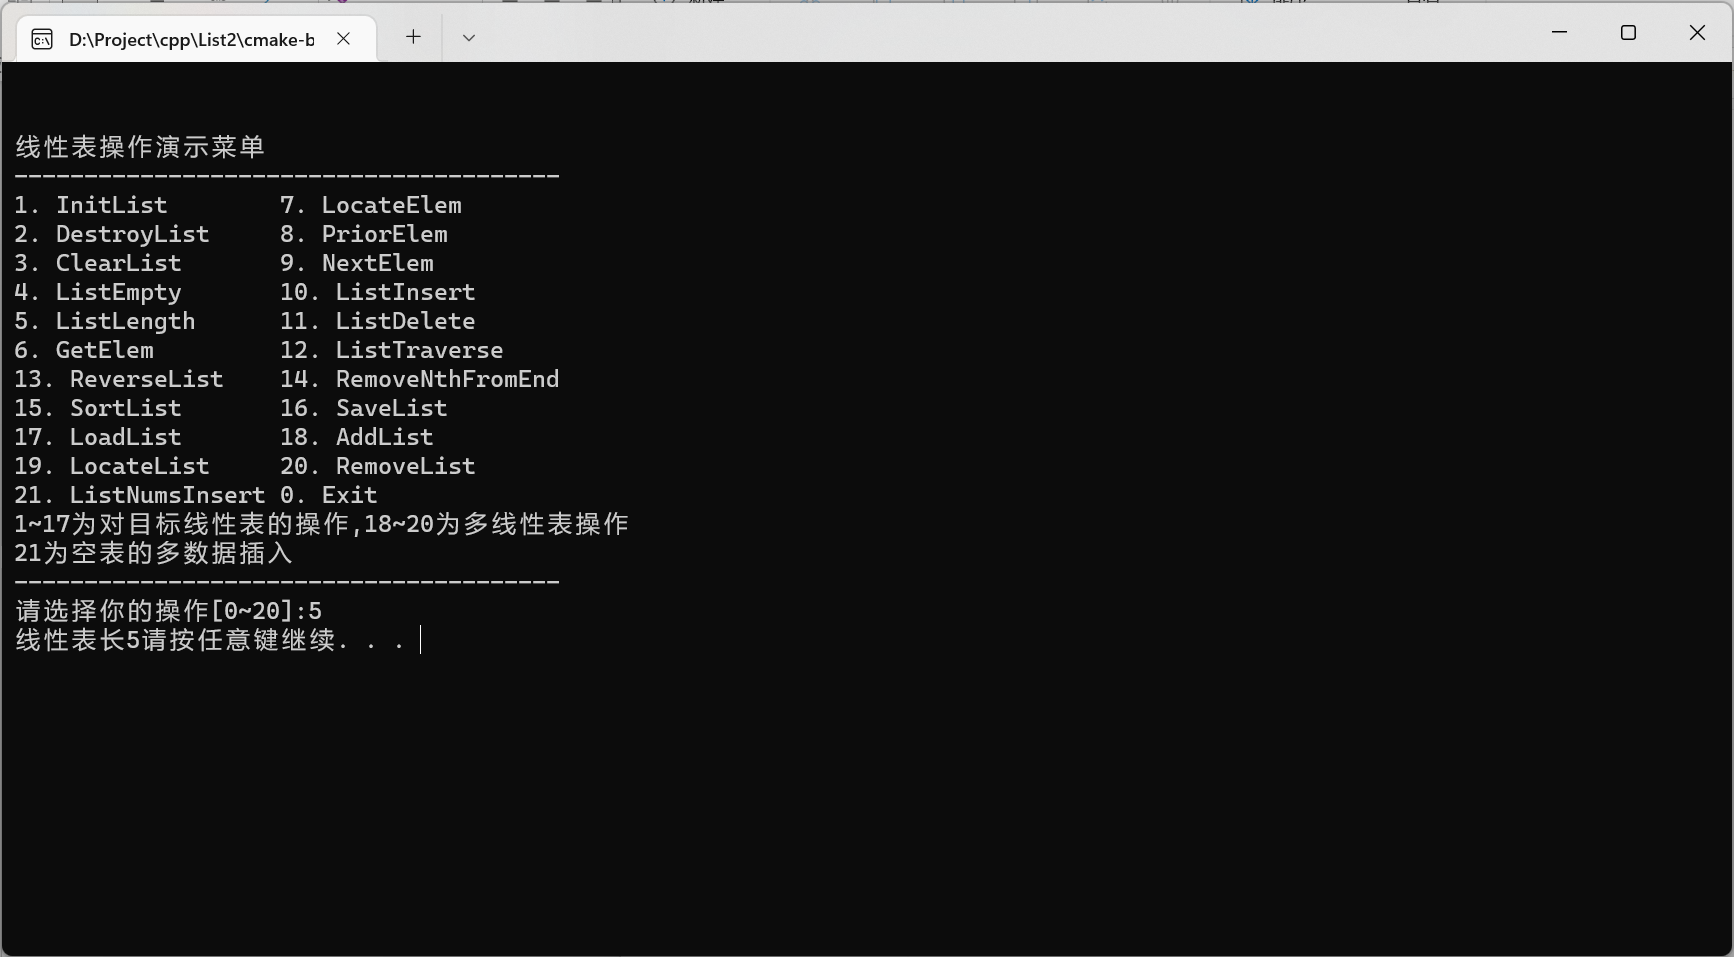 D:\Project\cpp\List2\cmake-b
线性表操作演示菜单
---------------------------------------
1. InitList 7. LocateElem
2. DestroyList 8. PriorElem
3. ClearList 9. NextElem
4. ListEmpty 10. ListInsert
5. ListLength 11. ListDelete
6. GetElem 12. ListTraverse
13. ReverseList 14. RemoveNthFromEnd
15. SortList 16. SaveList
17. LoadList 18. AddList
19. LocateList 20. RemoveList
21. ListNumsInsert 0. Exit
1~17为对目标线性表的操作,18~20为多线性表操作
21为空表的多数据插入
---------------------------------------
请选择你的操作[0~20]:5
线性表长5请按任意键继续. . .